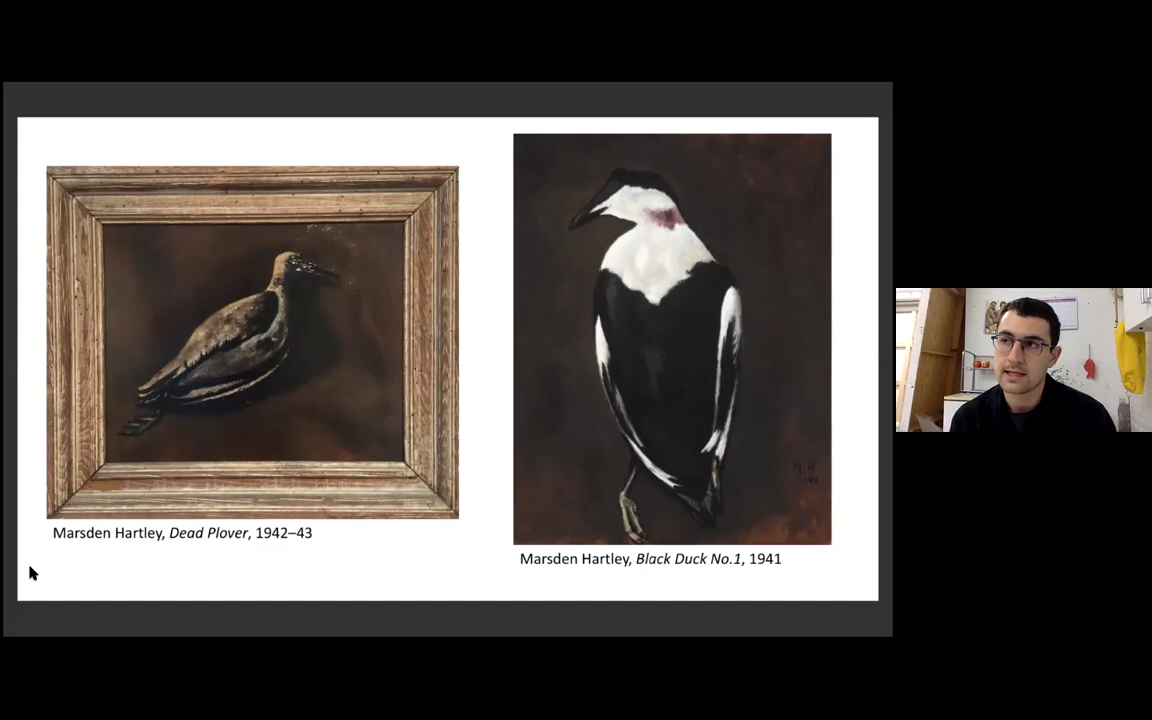 Marsden Hartley, Dead Plover, 1942–43
Marsden Hartley, Black Duck No.1, 1941